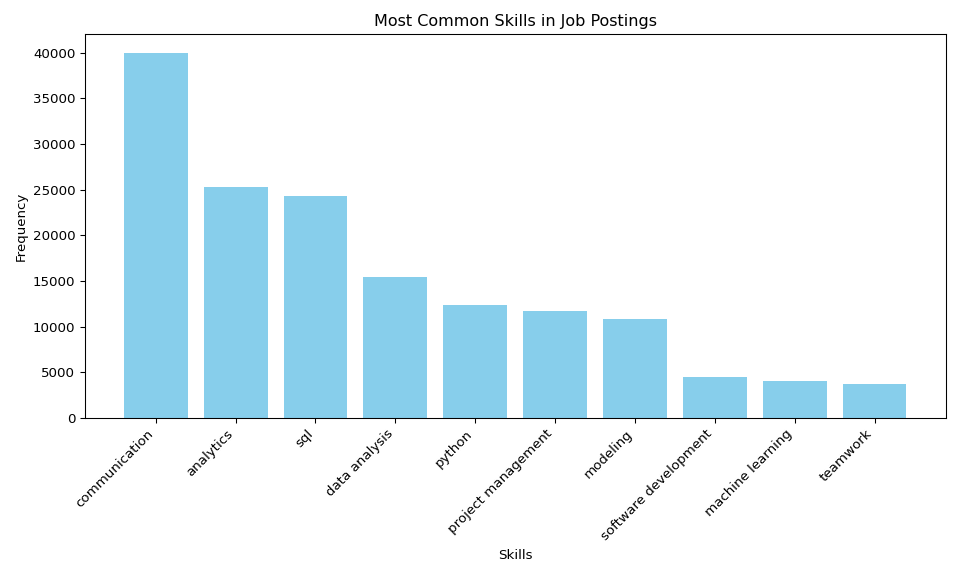 Most Common Skills in Job Postings
Frequency
40000
35000
30000
25000
20000
15000
10000
5000
0
communication
analytics
sql
data analysis
python
project management
modeling
software development
machine learning
teamwork
Skills